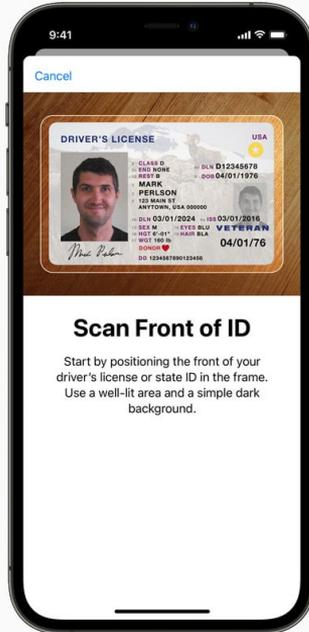 9:41
Cancel
DRIVER'S LICENSE
USA
CLASS D
END NONE
REST B
DLN D12345678
DOB 04/01/1976
MARK
PERLSON
123 MAIN ST
ANYTOWN, USA 000000
DLN 03/01/2024
ISS 03/01/2016
SEX M
EYES BLU
VETERAN
HGT 6'-01"
HAIR BLA
WGT 160 lb
DONOR
04/01/76
DD 1234567890123456
Scan Front of ID
Start by positioning the front of your
driver's license or state ID in the frame.
Use a well-lit area and a simple dark
background.